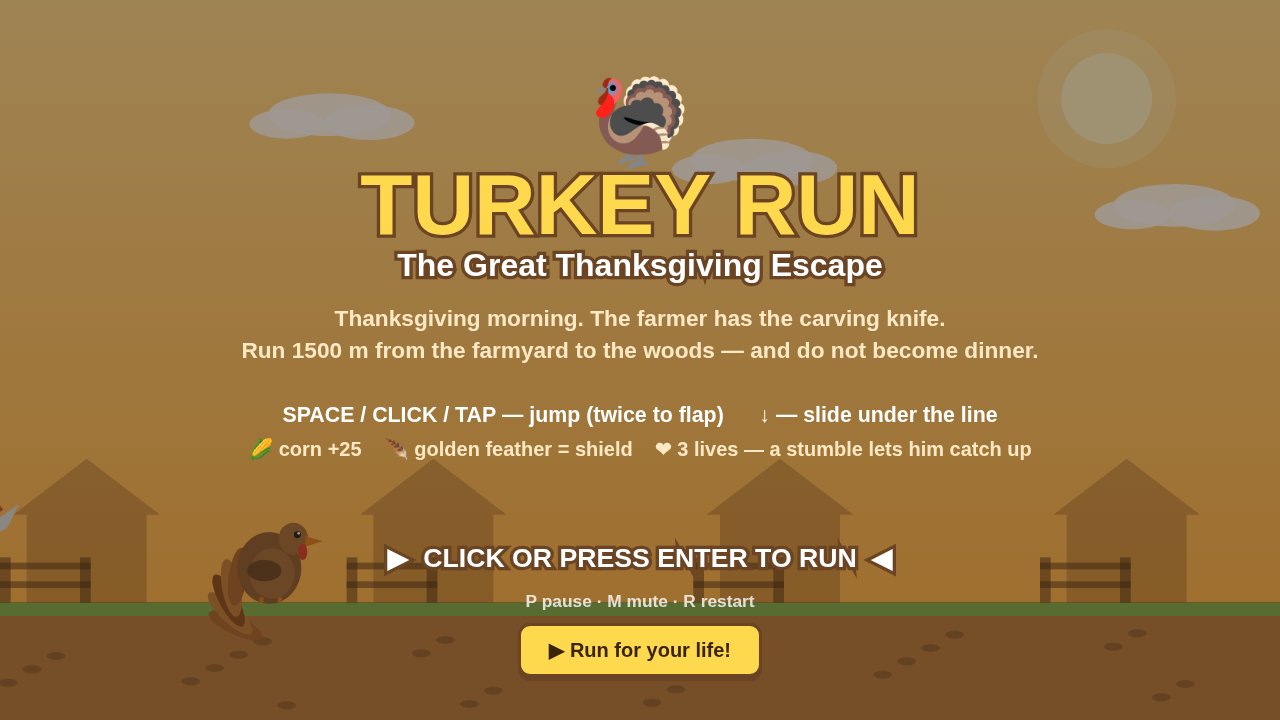 TURKEY RUN
The Great Thanksgiving Escape
Thanksgiving morning. The farmer has the carving knife.
Run 1500 m from the farmyard to the woods — and do not become dinner.
SPACE / CLICK / TAP — jump (twice to flap) ↓ — slide under the line
🌽 corn +25 🪶 golden feather = shield ❤ 3 lives — a stumble lets him catch up
▶ CLICK OR PRESS ENTER TO RUN ◀
P pause · M mute · R restart
▶ Run for your life!